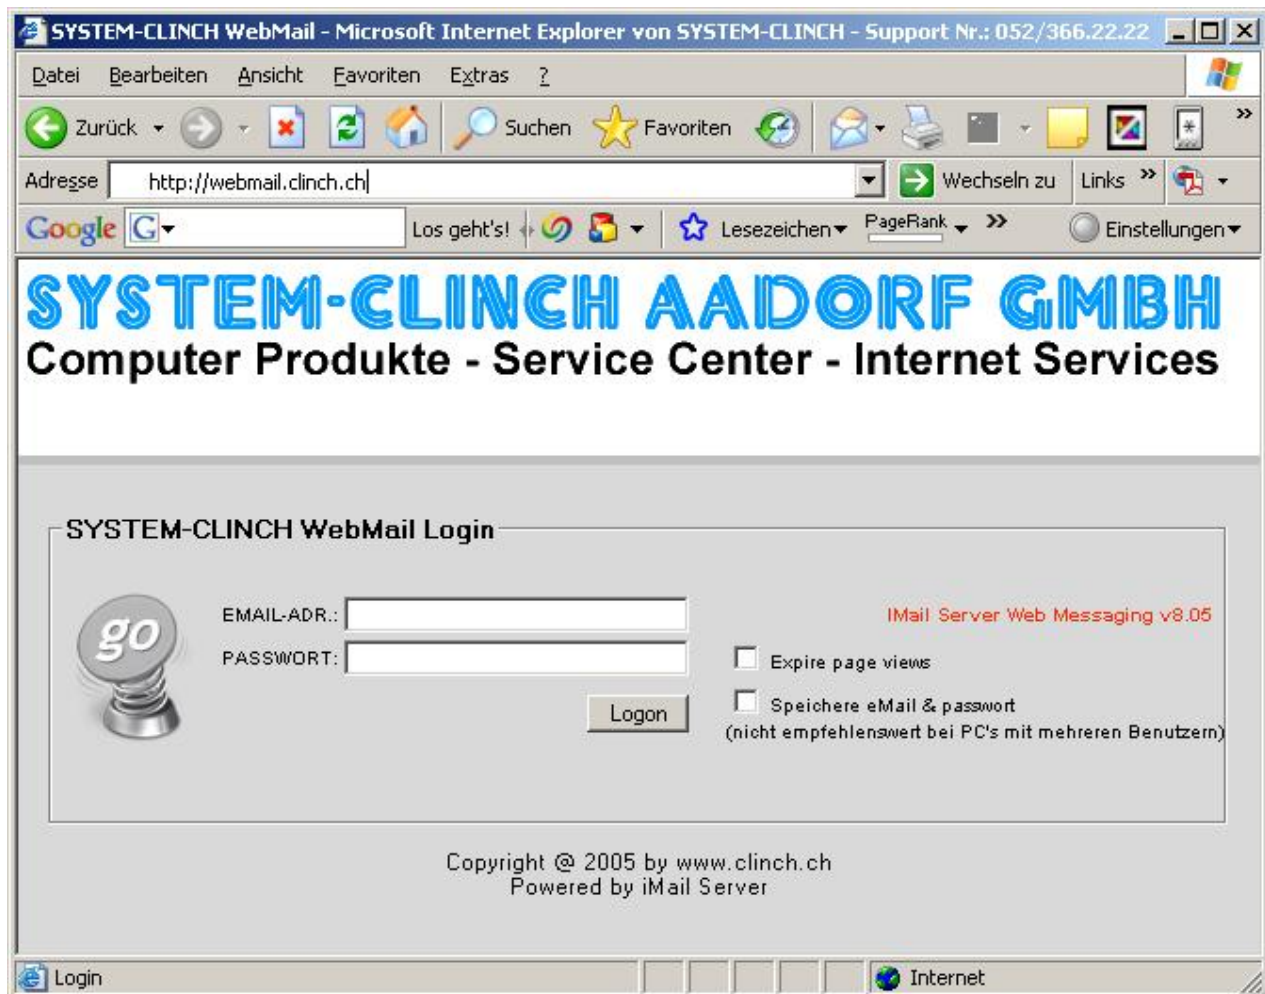 SYSTEM-CLINCH WebMail - Microsoft Internet Explorer von SYSTEM-CLINCH - Support Nr.: 052/366.22.22
Datei Bearbeiten Ansicht Favoriten Extras ?
Zurück Suchen Favoriten »
Adresse http://webmail.clinch.ch Wechseln zu Links »
Google G Los geht's! Lesezeichen PageRank » Einstellungen
SYSTEM-CLINCH AADORF GMBH
Computer Produkte - Service Center - Internet Services
SYSTEM-CLINCH WebMail Login
go
EMAIL-ADR.: IMail Server Web Messaging v8.05
PASSWORT: Expire page views
Logon Speichere eMail & passwort
(nicht empfehlenswert bei PC's mit mehreren Benutzern)
Copyright @ 2005 by www.clinch.ch
Powered by iMail Server
Login Internet